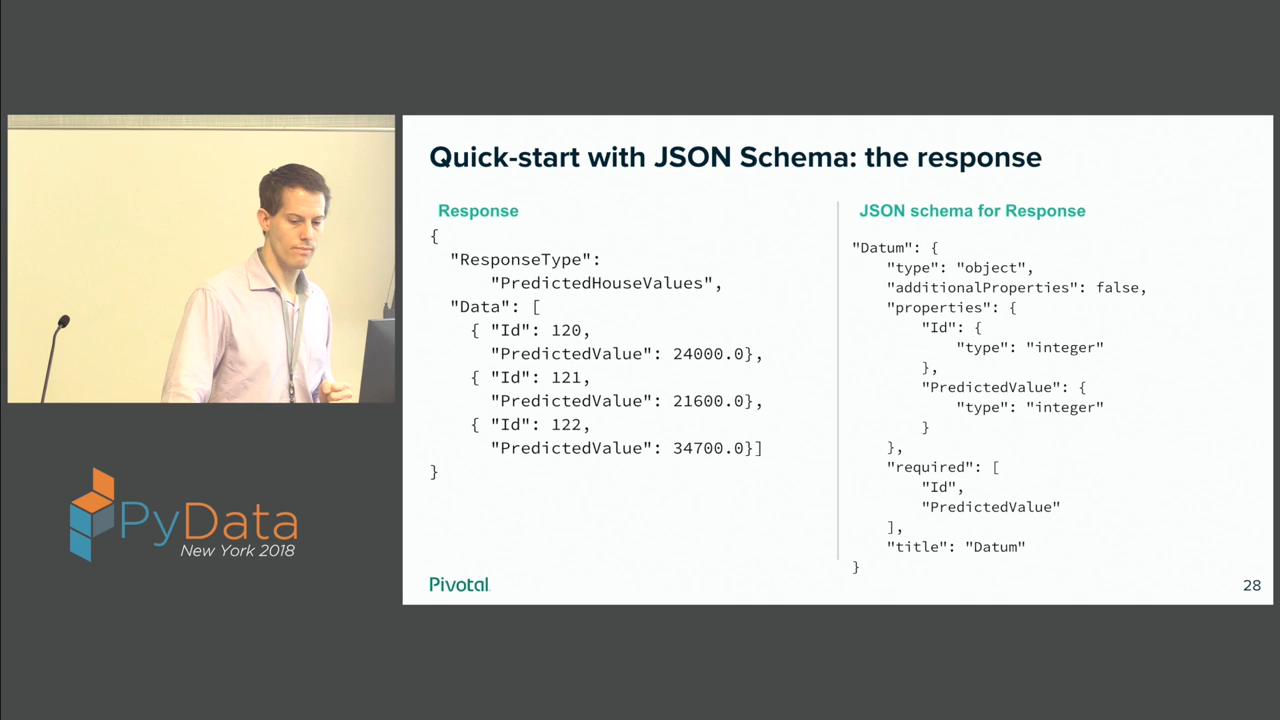 Quick-start with JSON Schema: the response
Response
{
"ResponseType":
"PredictedHouseValues",
"Data": [
{ "Id": 120,
"PredictedValue": 24000.0},
{ "Id": 121,
"PredictedValue": 21600.0},
{ "Id": 122,
"PredictedValue": 34700.0}]
}
JSON schema for Response
"Datum": {
"type": "object",
"additionalProperties": false,
"properties": {
"Id": {
"type": "integer"
},
"PredictedValue": {
"type": "integer"
}
},
"required": [
"Id",
"PredictedValue"
],
"title": "Datum"
}
Pivotal
28
PyData
New York 2018